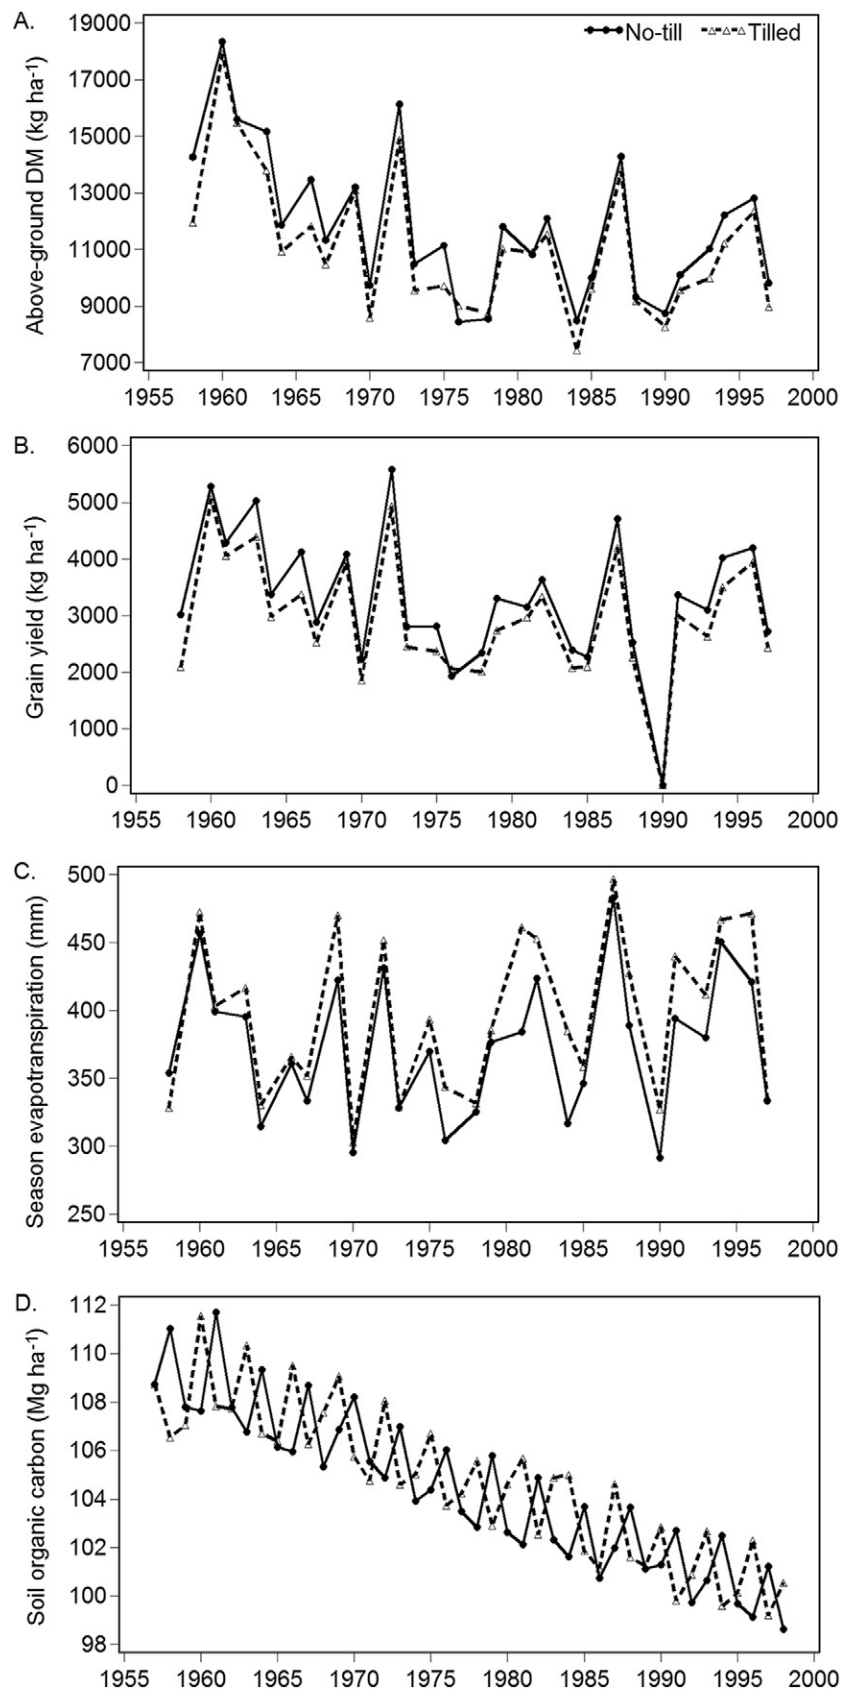 A.
Above-ground DM (kg ha-1)
No-till Tilled
19000
17000
15000
13000
11000
9000
7000
1955 1960 1965 1970 1975 1980 1985 1990 1995 2000
B.
Grain yield (kg ha-1)
6000
5000
4000
3000
2000
1000
0
1955 1960 1965 1970 1975 1980 1985 1990 1995 2000
C.
Season evapotranspiration (mm)
500
450
400
350
300
250
1955 1960 1965 1970 1975 1980 1985 1990 1995 2000
D.
Soil organic carbon (Mg ha-1)
112
110
108
106
104
102
100
98
1955 1960 1965 1970 1975 1980 1985 1990 1995 2000